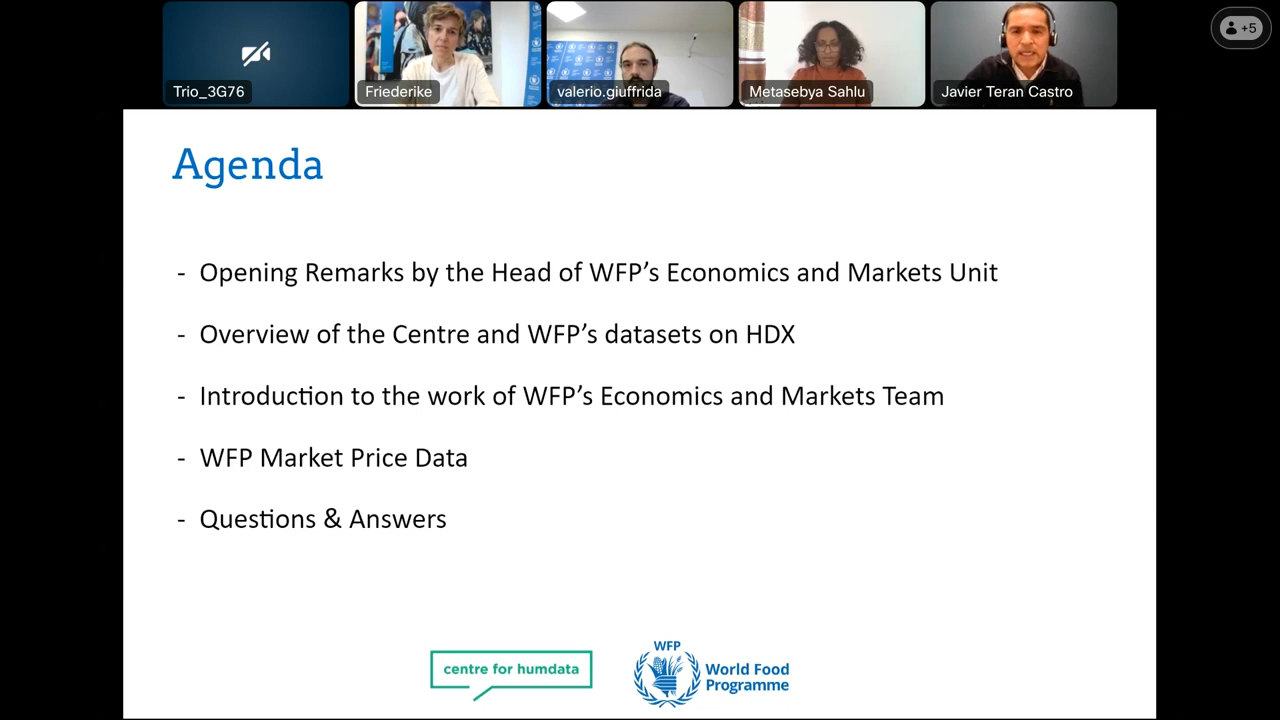 Trio_3G76
Friederike
valerio.giuffrida
Metasebya Sahlu
Javier Teran Castro
+5
Agenda
- Opening Remarks by the Head of WFP’s Economics and Markets Unit
- Overview of the Centre and WFP’s datasets on HDX
- Introduction to the work of WFP’s Economics and Markets Team
- WFP Market Price Data
- Questions & Answers
centre for humdata
WFP
World Food
Programme